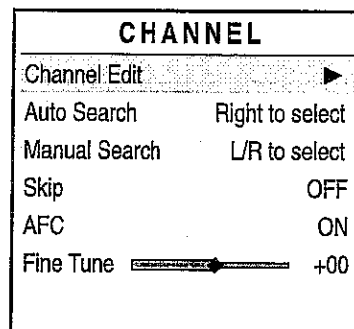 CHANNEL
Channel Edit ▶
Auto Search Right to select
Manual Search L/R to select
Skip OFF
AFC ON
Fine Tune +00